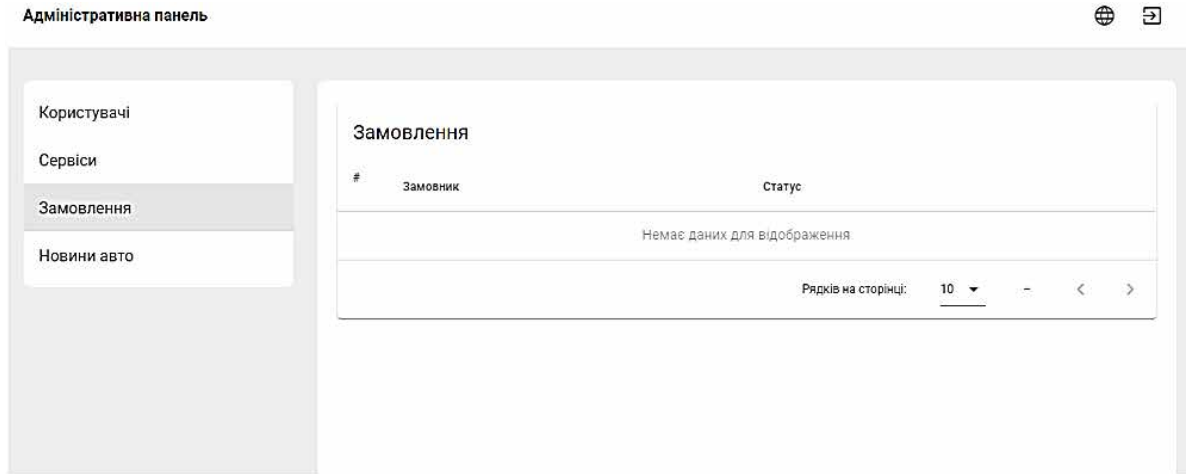 Адміністративна панель
Користувачі
Сервіси
Замовлення
Новини авто
Замовлення
# Замовник Статус
Немає даних для відображення
Рядків на сторінці: 10 –